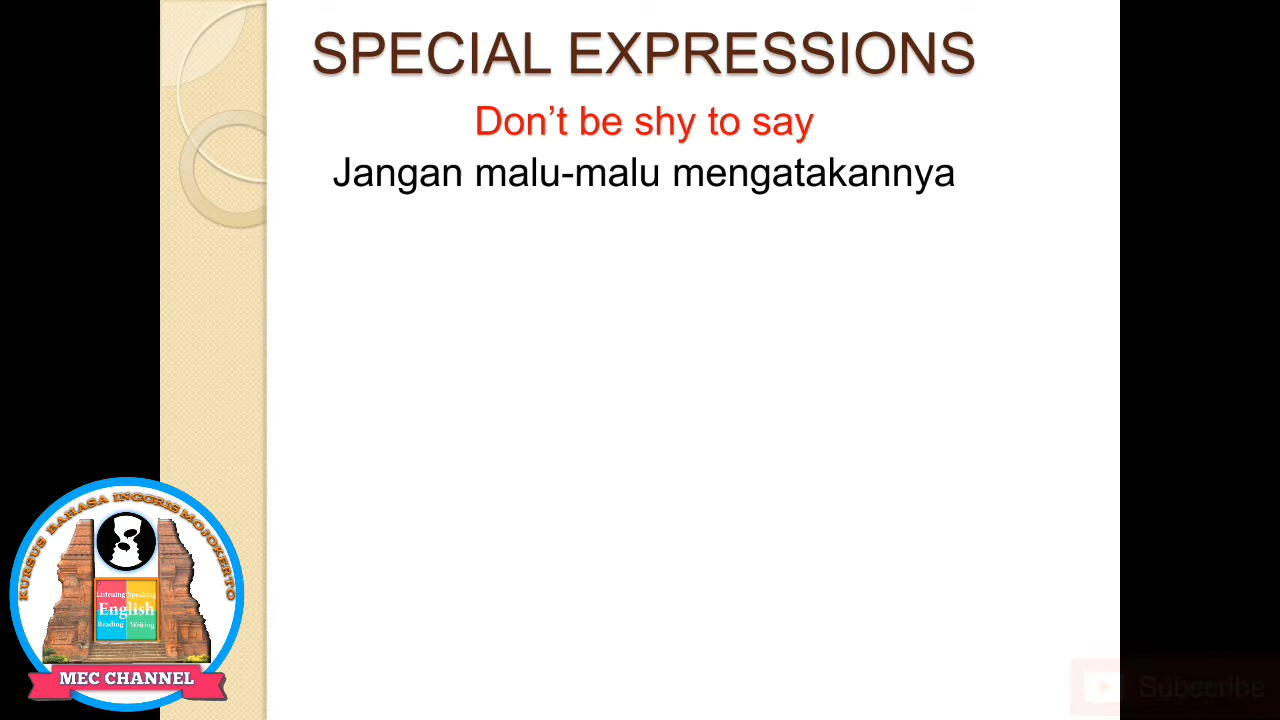 SPECIAL EXPRESSIONS
Don’t be shy to say
Jangan malu-malu mengatakannya
KURSUS BAHASA INGGRIS MOJOKERTO
Listening Speaking
English
Reading Writing
MEC CHANNEL
Subscribe